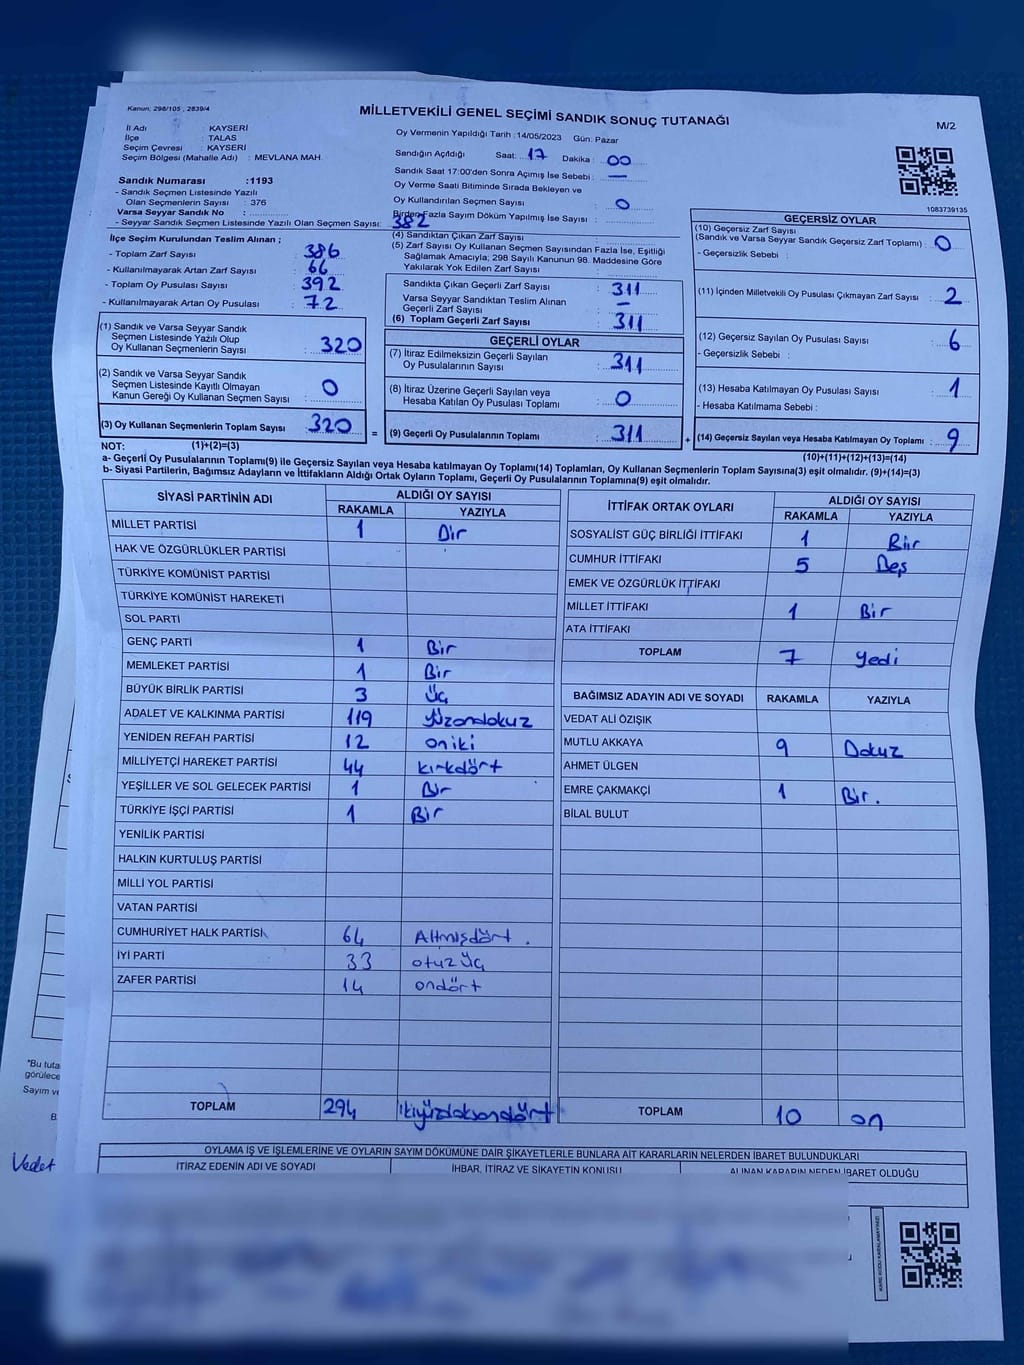 Kanun: 298/105 , 2839/4
MİLLETVEKİLİ GENEL SEÇİMİ SANDIK SONUÇ TUTANAĞI
M/2
İl Adı : KAYSERİ
İlçe : TALAS
Seçim Çevresi : KAYSERİ
Seçim Bölgesi (Mahalle Adı) : MEVLANA MAH.
Sandık Numarası :1193
- Sandık Seçmen Listesinde Yazılı
Olan Seçmenlerin Sayısı : 376
Varsa Seyyar Sandık No :
- Seyyar Sandık Seçmen Listesinde Yazılı Olan Seçmen Sayısı: 382
İlçe Seçim Kurulundan Teslim Alınan ;
- Toplam Zarf Sayısı : 386
- Kullanılmayarak Artan Zarf Sayısı : 66
- Toplam Oy Pusulası Sayısı : 392
- Kullanılmayarak Artan Oy Pusulası : 72
(1) Sandık ve Varsa Seyyar Sandık
Seçmen Listesinde Yazılı Olup
Oy Kullanan Seçmenlerin Sayısı : 320
(2) Sandık ve Varsa Seyyar Sandık
Seçmen Listesinde Kayıtlı Olmayan
Kanun Gereği Oy Kullanan Seçmen Sayısı : 0
(3) Oy Kullanan Seçmenlerin Toplam Sayısı : 320
(1)+(2)=(3)
Oy Vermenin Yapıldığı Tarih :14/05/2023 Gün: Pazar
Sandığın Açıldığı Saat: 17 Dakika : 00
Sandık Saat 17:00'den Sonra Açımış İse Sebebi : —
Oy Verme Saati Bitiminde Sırada Bekleyen ve
Oy Kullandırılan Seçmen Sayısı : 0
Birden Fazla Sayım Döküm Yapılmış İse Sayısı :
(4) Sandıktan Çıkan Zarf Sayısı :
(5) Zarf Sayısı Oy Kullanan Seçmen Sayısından Fazla İse, Eşitliği
Sağlamak Amacıyla; 298 Sayılı Kanunun 98. Maddesine Göre
Yakılarak Yok Edilen Zarf Sayısı :
Sandıkta Çıkan Geçerli Zarf Sayısı : 311
Varsa Seyyar Sandıktan Teslim Alınan
Geçerli Zarf Sayısı : —
(6) Toplam Geçerli Zarf Sayısı : 311
GEÇERLİ OYLAR
(7) İtiraz Edilmeksizin Geçerli Sayılan
Oy Pusulalarının Sayısı : 311
(8) İtiraz Üzerine Geçerli Sayılan veya
Hesaba Katılan Oy Pusulası Toplamı : 0
= (9) Geçerli Oy Pusulalarının Toplamı : 311 +
1083739135
GEÇERSİZ OYLAR
(10) Geçersiz Zarf Sayısı
(Sandık ve Varsa Seyyar Sandık Geçersiz Zarf Toplamı) : 0
- Geçersizlik Sebebi :
(11) İçinden Milletvekili Oy Pusulası Çıkmayan Zarf Sayısı : 2
(12) Geçersiz Sayılan Oy Pusulası Sayısı : 6
- Geçersizlik Sebebi :
(13) Hesaba Katılmayan Oy Pusulası Sayısı : 1
- Hesaba Katılmama Sebebi :
(14) Geçersiz Sayılan veya Hesaba Katılmayan Oy Toplamı : 9
(10)+(11)+(12)+(13)=(14)
NOT:
a- Geçerli Oy Pusulalarının Toplamı(9) ile Geçersiz Sayılan veya Hesaba katılmayan Oy Toplamı(14) Toplamları, Oy Kullanan Seçmenlerin Toplam Sayısına(3) eşit olmalıdır. (9)+(14)=(3)
b- Siyasi Partilerin, Bağımsız Adayların ve İttifakların Aldığı Ortak Oyların Toplamı, Geçerli Oy Pusulalarının Toplamına(9) eşit olmalıdır.
SİYASİ PARTİNİN ADI ALDIĞI OY SAYISI
RAKAMLA YAZIYLA
MİLLET PARTİSİ 1 Bir
HAK VE ÖZGÜRLÜKLER PARTİSİ
TÜRKİYE KOMÜNİST PARTİSİ
TÜRKİYE KOMÜNİST HAREKETİ
SOL PARTİ
GENÇ PARTİ 1 Bir
MEMLEKET PARTİSİ 1 Bir
BÜYÜK BİRLİK PARTİSİ 3 Üç
ADALET VE KALKINMA PARTİSİ 119 Yüzondokuz
YENİDEN REFAH PARTİSİ 12 oniki
MİLLİYETÇİ HAREKET PARTİSİ 44 kırkdört
YEŞİLLER VE SOL GELECEK PARTİSİ 1 Bir
TÜRKİYE İŞÇİ PARTİSİ 1 Bir
YENİLİK PARTİSİ
HALKIN KURTULUŞ PARTİSİ
MİLLİ YOL PARTİSİ
VATAN PARTİSİ
CUMHURİYET HALK PARTİSİ 64 Altmışdört .
İYİ PARTİ 33 otuz üç
ZAFER PARTİSİ 14 ondört
TOPLAM 294 ikiyüzdoksandört
İTTİFAK ORTAK OYLARI ALDIĞI OY SAYISI
RAKAMLA YAZIYLA
SOSYALİST GÜÇ BİRLİĞİ İTTİFAKI 1 Bir
CUMHUR İTTİFAKI 5 Beş
EMEK VE ÖZGÜRLÜK İTTİFAKI
MİLLET İTTİFAKI 1 Bir
ATA İTTİFAKI
TOPLAM 7 yedi
BAĞIMSIZ ADAYIN ADI VE SOYADI RAKAMLA YAZIYLA
VEDAT ALİ ÖZIŞIK
MUTLU AKKAYA 9 Dokuz
AHMET ÜLGEN
EMRE ÇAKMAKÇI 1 Bir.
BİLAL BULUT
TOPLAM 10 on
OYLAMA İŞ VE İŞLEMLERİNE VE OYLARIN SAYIM DÖKÜMÜNE DAİR ŞİKAYETLERLE BUNLARA AİT KARARLARIN NELERDEN İBARET BULUNDUKLARI
İTİRAZ EDENİN ADI VE SOYADI İHBAR, İTİRAZ VE ŞİKAYETİN KONUSU ALINAN KARARIN NEDEN İBARET OLDUĞU
*Bu tuta
görülece
Sayım ve
B
Vedat
KARE KODU KARALAMAYINIZ!